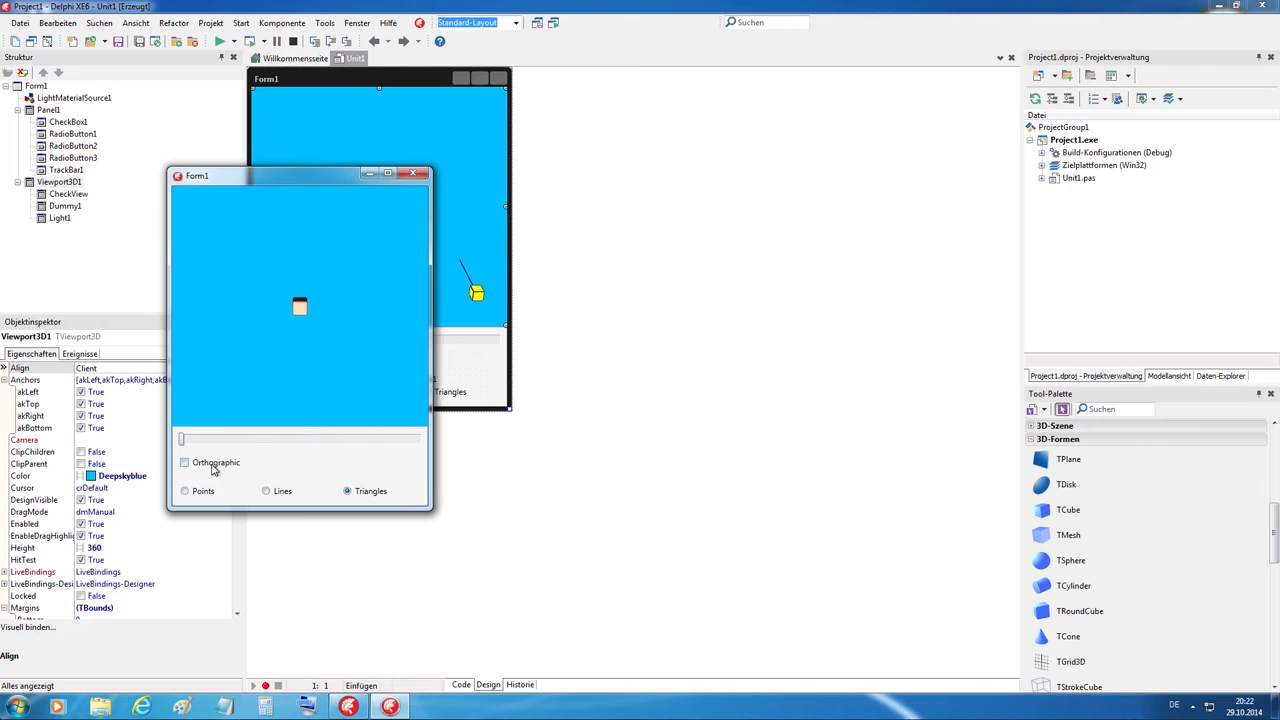 Project1 - Delphi XE6 - Unit1 [Erzeugt]
Datei Bearbeiten Suchen Ansicht Refactor Projekt Start Komponente Tools Fenster Hilfe Standard-Layout Suchen
Struktur
Willkommensseite Unit1
Project1.dproj - Projektverwaltung
Form1
LightMaterialSource1
Panel1
CheckBox1
RadioButton1
RadioButton2
RadioButton3
TrackBar1
Viewport3D1
CheckView
Dummy1
Light1
Form1
Form1
Orthographic
Points Lines Triangles
1
Triangles
Datei
ProjectGroup1
Project1.exe
Build-Konfigurationen (Debug)
Zielplattformen (Win32)
Unit1.pas
Objektinspektor
Viewport3D1 TViewport3D
Eigenschaften Ereignisse
Align Client
Anchors [akLeft,akTop,akRight,akB
akLeft True
akTop True
akRight True
akBottom True
Camera
ClipChildren False
ClipParent False
Color Deepskyblue
Cursor crDefault
DesignVisible True
DragMode dmManual
Enabled True
EnableDragHighlig True
Height 360
HitTest True
LiveBindings LiveBindings
LiveBindings-Desi LiveBindings-Designer
Locked False
Margins (TBounds)
Visuell binden...
Align
Alles angezeigt
Project1.dproj - Projektverwaltung Modellansicht Daten-Explorer
Tool-Palette
Suchen
3D-Szene
3D-Formen
TPlane
TDisk
TCube
TMesh
TSphere
TCylinder
TRoundCube
TCone
TGrid3D
TStrokeCube
1: 1 Einfügen Code Design Historie
DE
20:22
29.10.2014